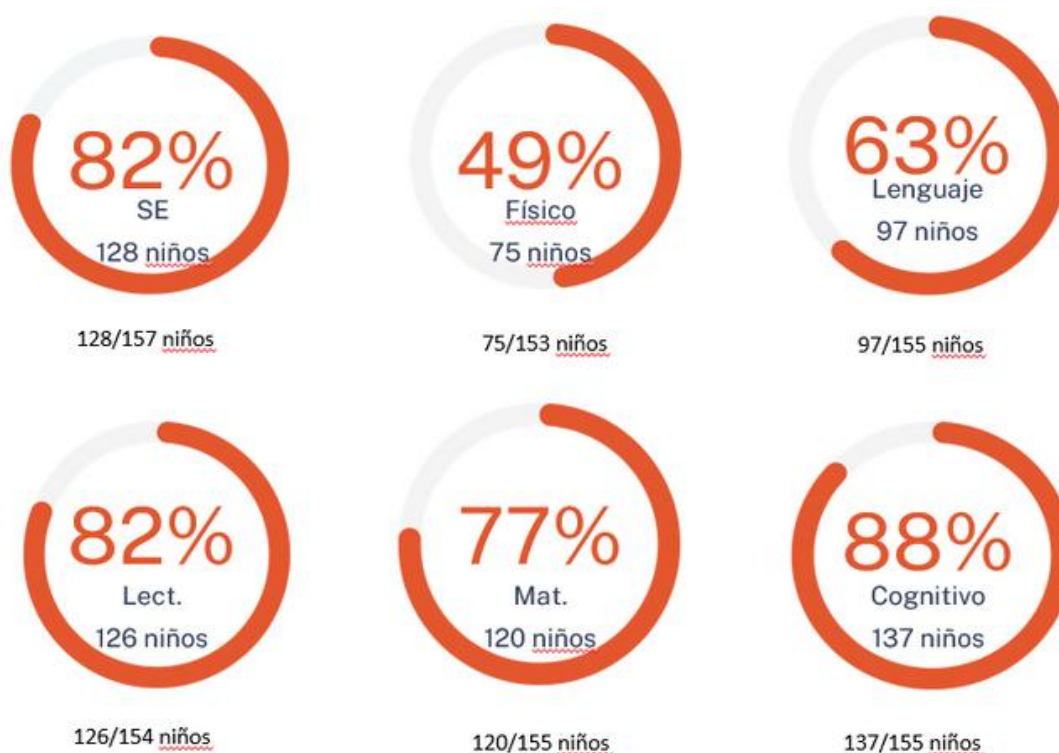 82%
SE
128 niños
128/157 niños
49%
Físico
75 niños
75/153 niños
63%
Lenguaje
97 niños
97/155 niños
82%
Lect.
126 niños
126/154 niños
77%
Mat.
120 niños
120/155 niños
88%
Cognitivo
137 niños
137/155 niños